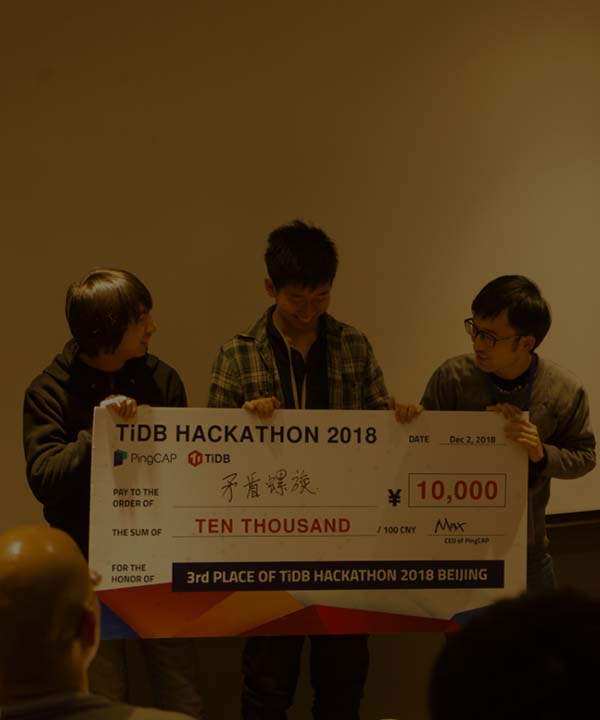 TiDB HACKATHON 2018
DATE Dec 2, 2018
PingCAP TiDB
PAY TO THE ORDER OF 矛盾螺旋 ¥ 10,000
THE SUM OF TEN THOUSAND / 100 CNY Max
CEO of PingCAP
FOR THE HONOR OF 3rd PLACE OF TiDB HACKATHON 2018 BEIJING